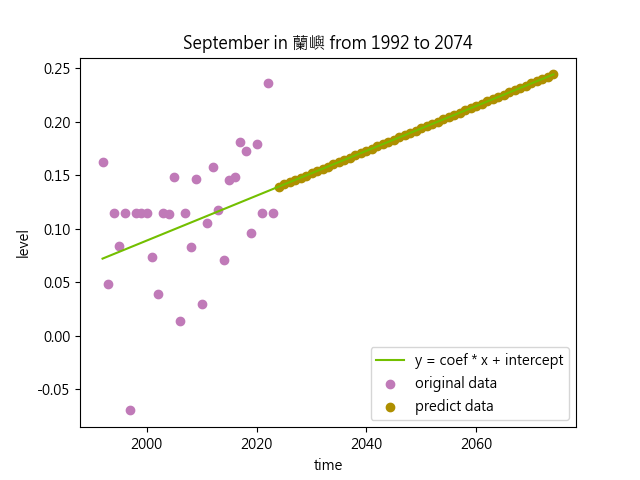 September in 蘭嶼 from 1992 to 2074
0.25
0.20
0.15
0.10
0.05
0.00
-0.05
level
2000
2020
2040
2060
time
y = coef * x + intercept
original data
predict data